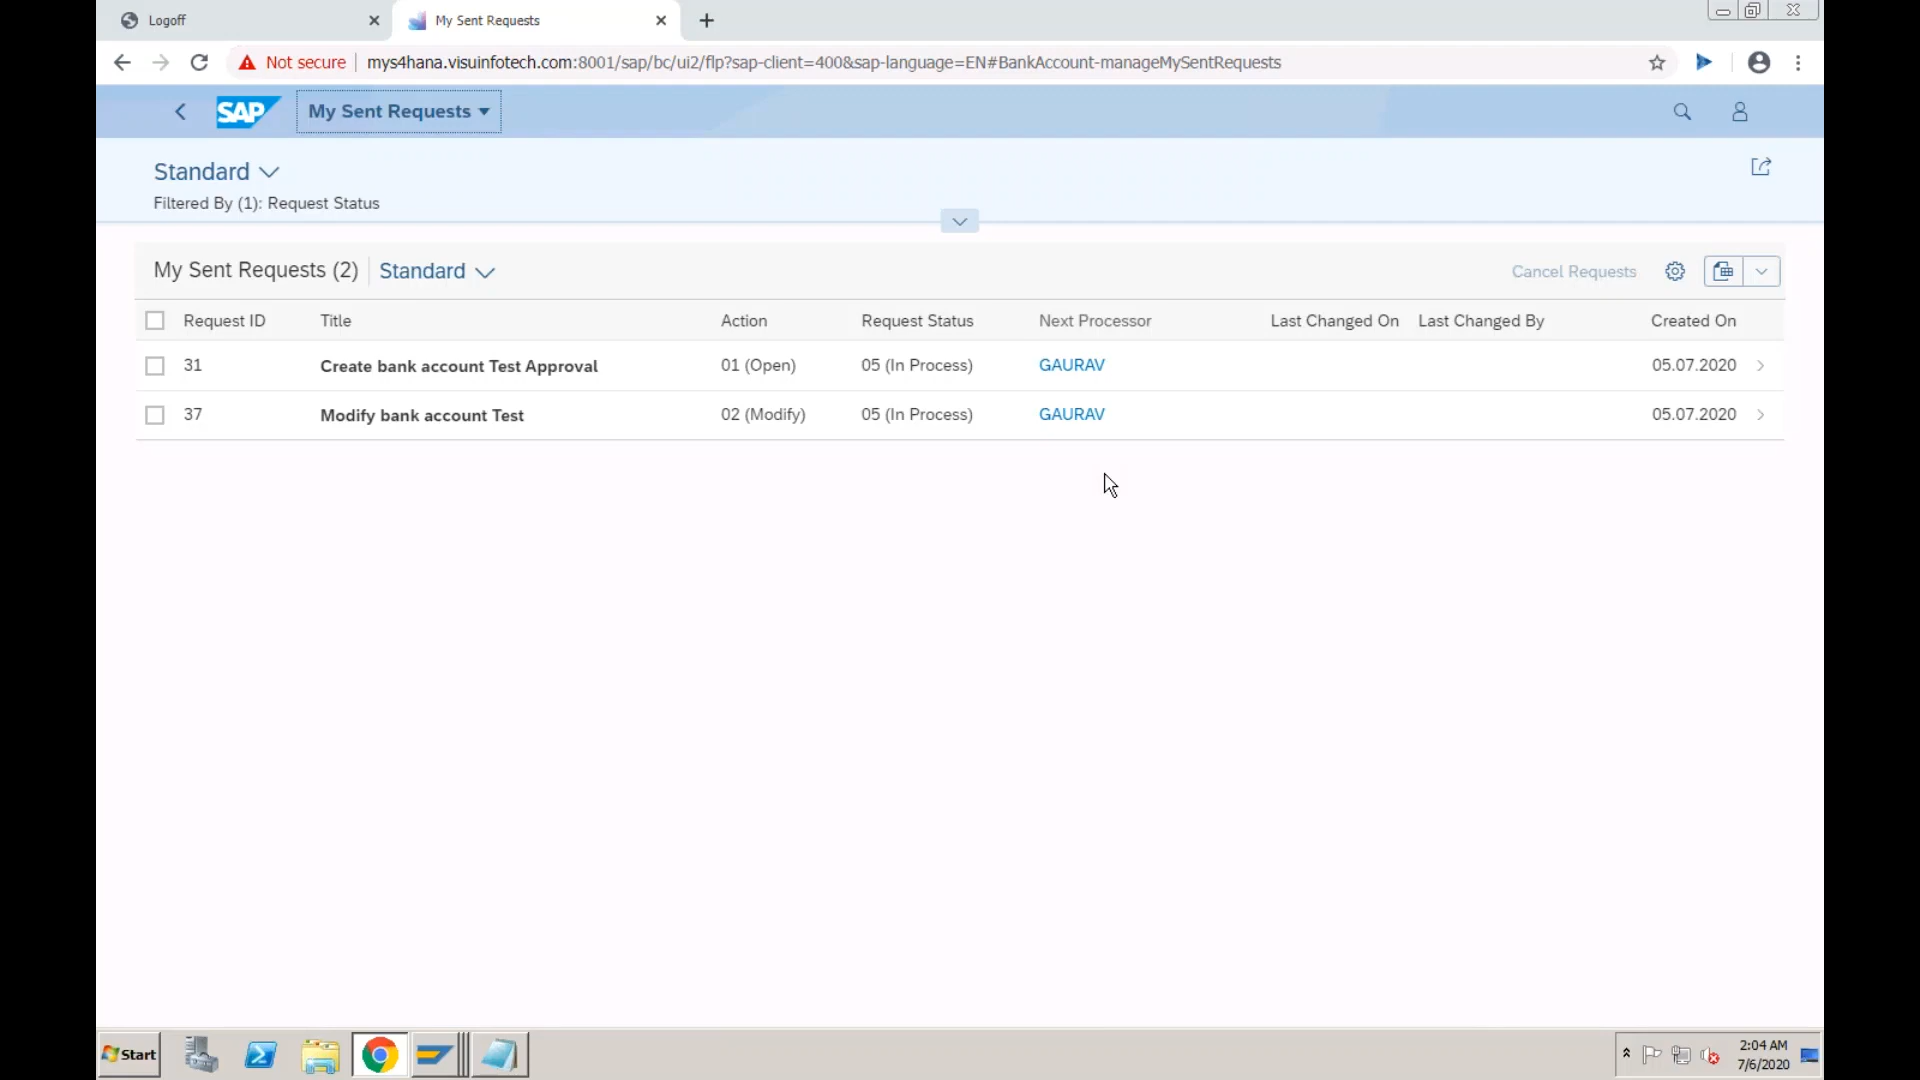 Logoff
My Sent Requests
Not secure
mys4hana.visuinfotech.com:8001/sap/bc/ui2/flp?sap-client=400&sap-language=EN#BankAccount-manageMySentRequests
SAP
My Sent Requests
Standard
Filtered By (1): Request Status
My Sent Requests (2)
Standard
Cancel Requests
Request ID Title Action Request Status Next Processor Last Changed On Last Changed By Created On
31 Create bank account Test Approval 01 (Open) 05 (In Process) GAURAV 05.07.2020
37 Modify bank account Test 02 (Modify) 05 (In Process) GAURAV 05.07.2020
Start
2:04 AM
7/6/2020